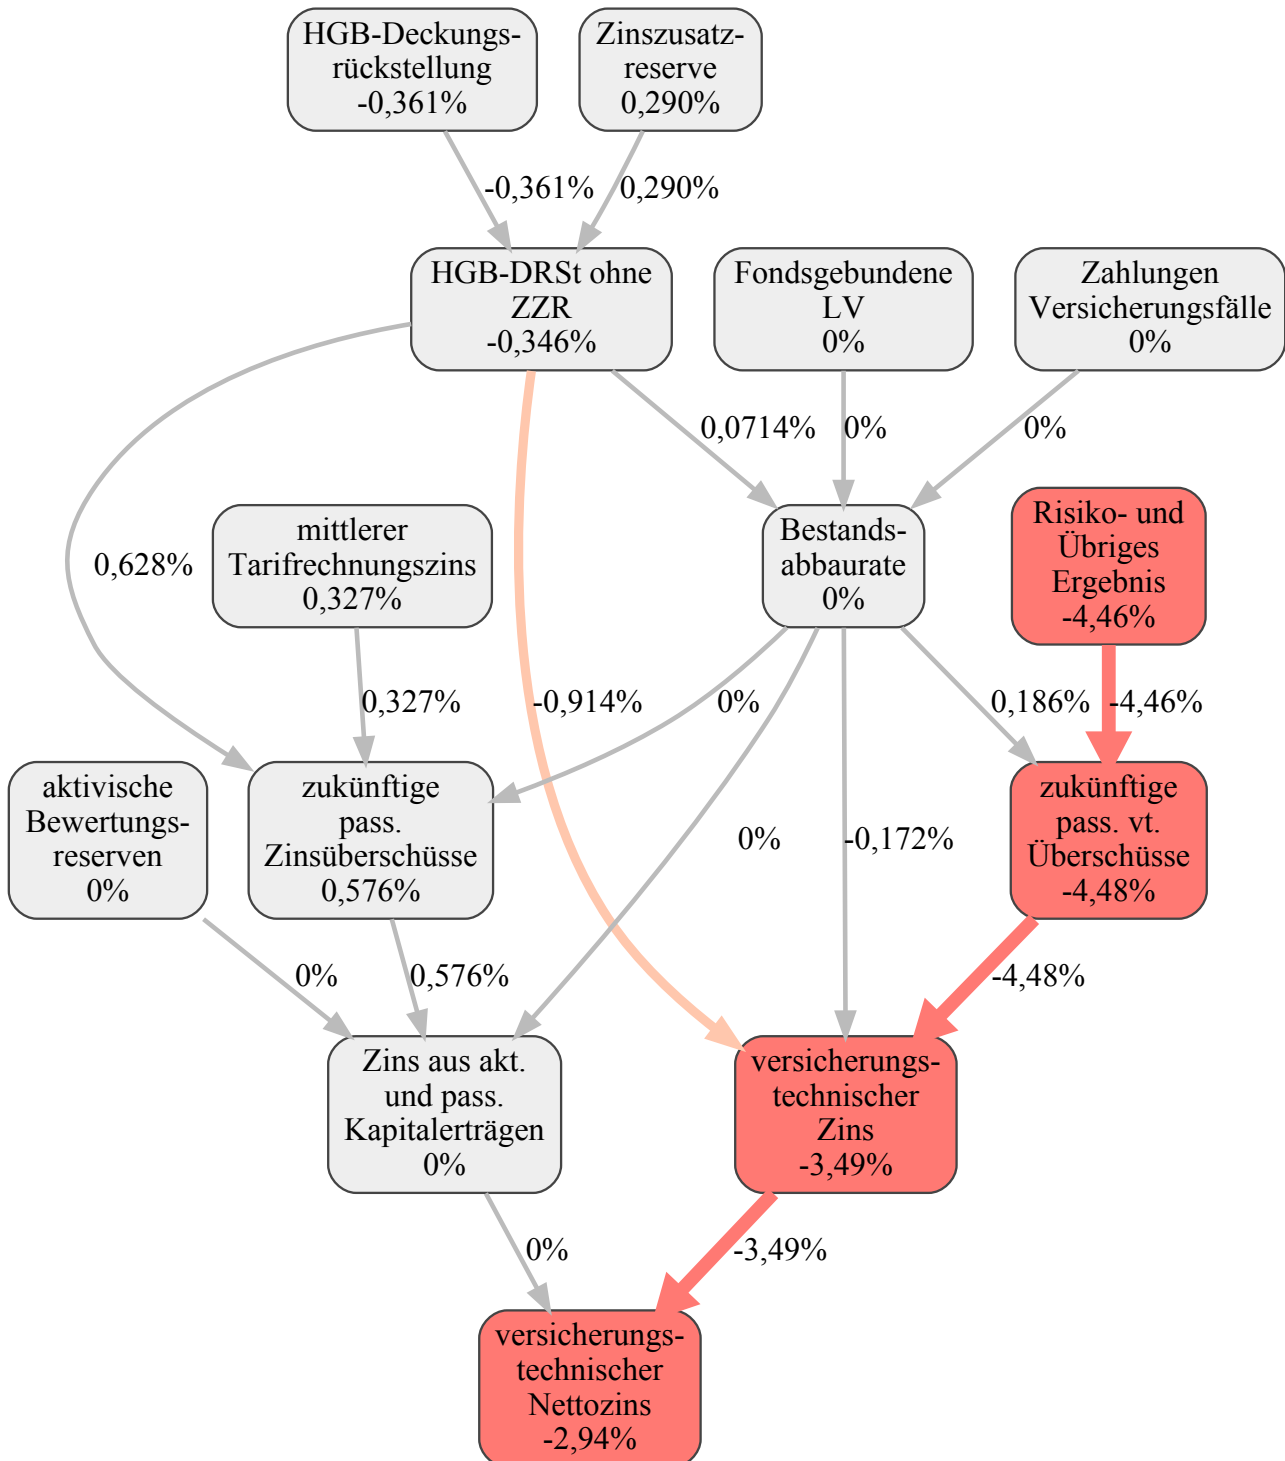 HGB-Deckungs-
rückstellung
-0,361%
Zinszusatz-
reserve
0,290%
-0,361%
0,290%
HGB-DRSt ohne
ZZR
-0,346%
Fondsgebundene
LV
0%
Zahlungen
Versicherungsfälle
0%
0,0714%
0%
0%
0,628%
mittlerer
Tarifrechnungszins
0,327%
Bestands-
abbaurate
0%
Risiko- und
Übriges
Ergebnis
-4,46%
0,327%
-0,914%
0%
0,186%
-4,46%
aktivische
Bewertungs-
reserven
0%
zukünftige
pass.
Zinsüberschüsse
0,576%
0%
-0,172%
zukünftige
pass. vt.
Überschüsse
-4,48%
0%
0,576%
-4,48%
Zins aus akt.
und pass.
Kapitalerträgen
0%
versicherungs-
technischer
Zins
-3,49%
0%
-3,49%
versicherungs-
technischer
Nettozins
-2,94%